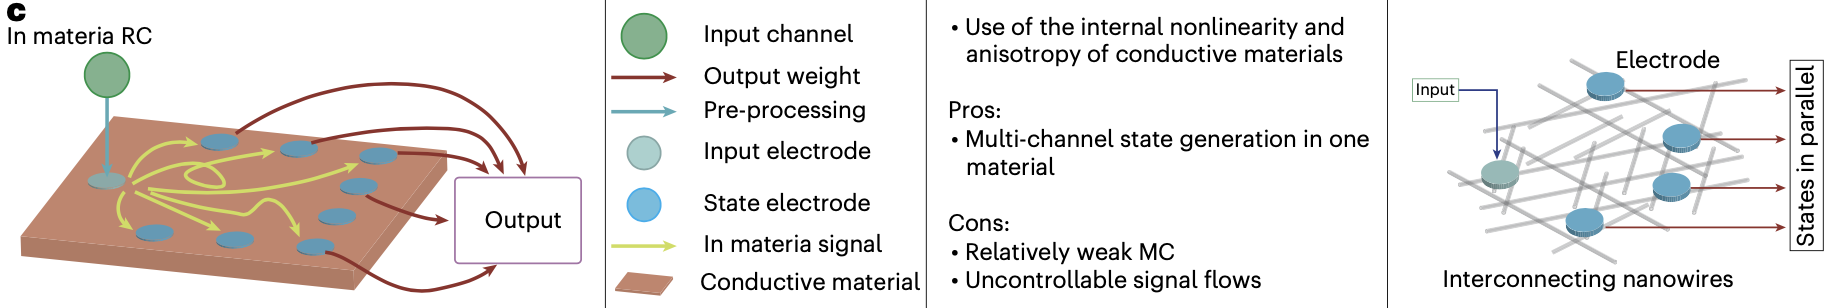 c
In materia RC
Output
Input channel
Output weight
Pre-processing
Input electrode
State electrode
In materia signal
Conductive material
• Use of the internal nonlinearity and
anisotropy of conductive materials
Pros:
• Multi-channel state generation in one
material
Cons:
• Relatively weak MC
• Uncontrollable signal flows
Electrode
Input
States in parallel
Interconnecting nanowires